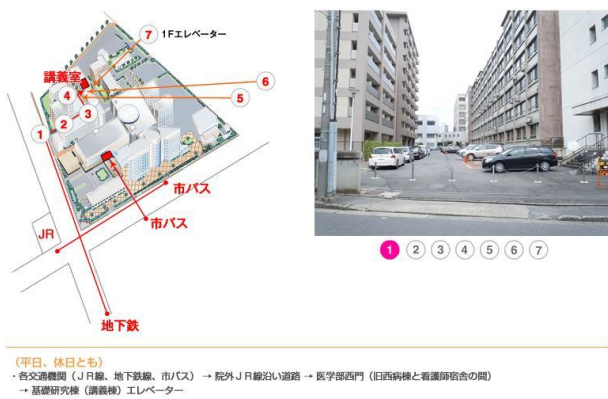 7 1Fエレベーター
講義室
6
4
5
3
2
1
市バス
市バス
JR
地下鉄
1 2 3 4 5 6 7
(平日、休日とも)
・各交通機関(JR線、地下鉄線、市バス) → 院外JR線沿い道路 → 医学部西門(旧西病棟と看護師宿舎の間)
→ 基礎研究棟(講義棟)エレベーター